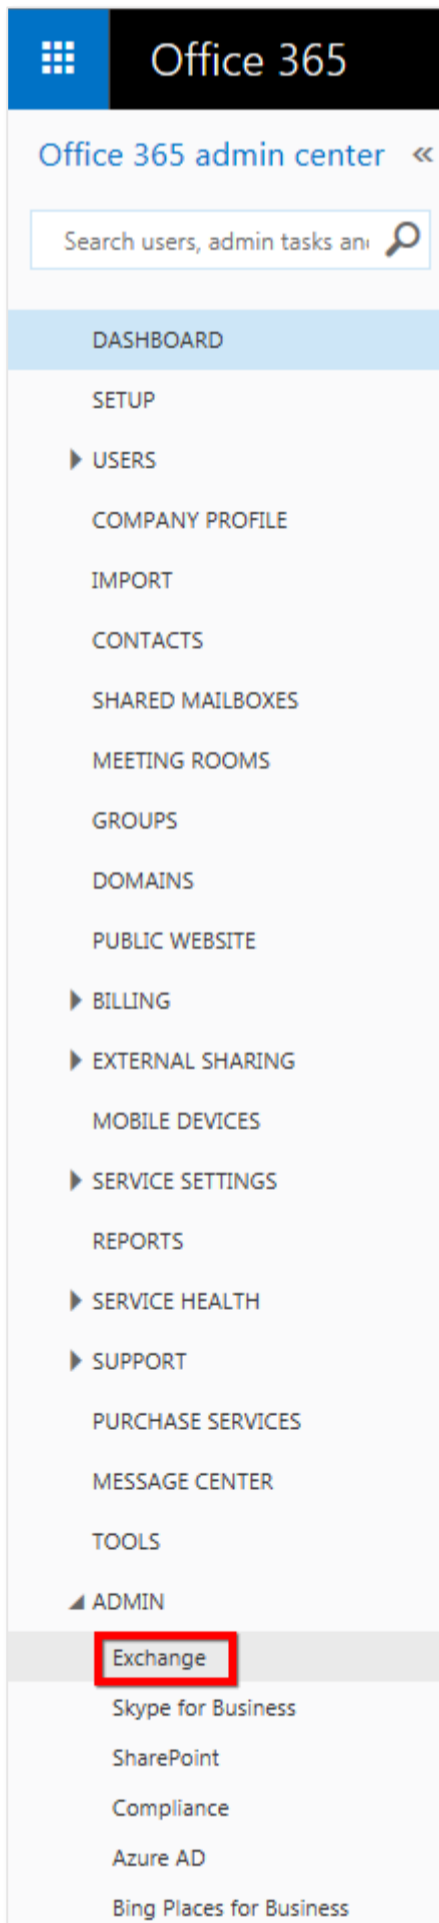 Office 365
Office 365 admin center «
Search users, admin tasks an
DASHBOARD
SETUP
USERS
COMPANY PROFILE
IMPORT
CONTACTS
SHARED MAILBOXES
MEETING ROOMS
GROUPS
DOMAINS
PUBLIC WEBSITE
BILLING
EXTERNAL SHARING
MOBILE DEVICES
SERVICE SETTINGS
REPORTS
SERVICE HEALTH
SUPPORT
PURCHASE SERVICES
MESSAGE CENTER
TOOLS
ADMIN
Exchange
Skype for Business
SharePoint
Compliance
Azure AD
Bing Places for Business